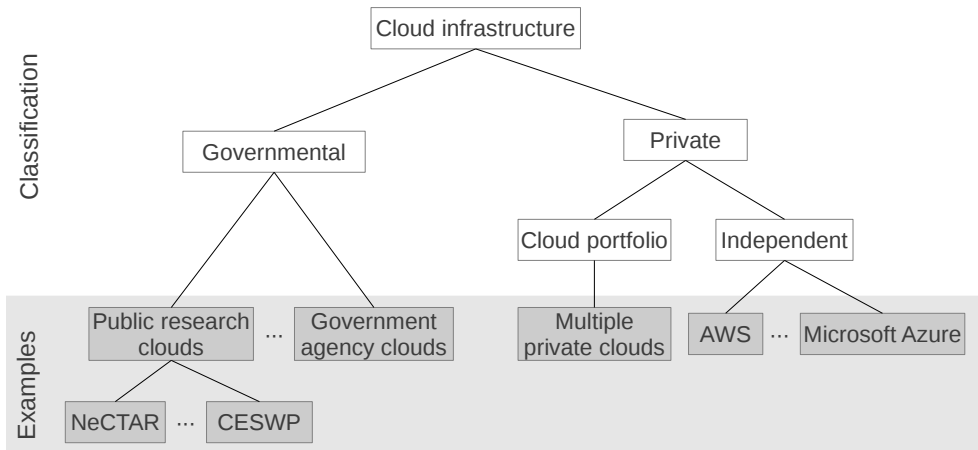 Classification
Cloud infrastructure
Governmental
Private
Cloud portfolio
Independent
Examples
Public research
clouds
...
Government
agency clouds
Multiple
private clouds
AWS
...
Microsoft Azure
NeCTAR
...
CESWP